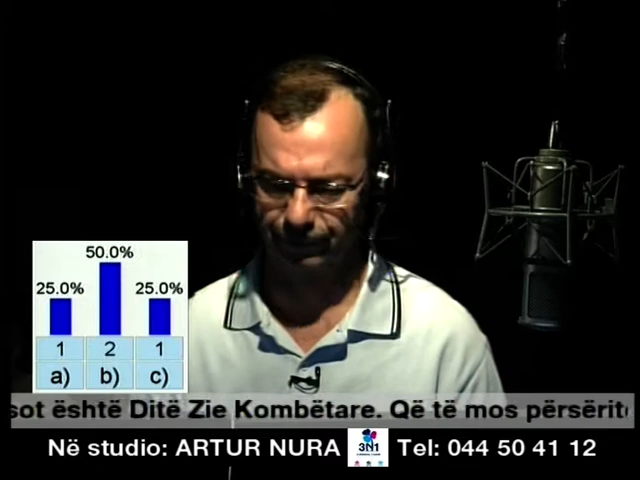 50.0%
25.0% 25.0%
1 2 1
a) b) c)
sot është Ditë Zie Kombëtare. Që të mos përsërit
Në studio: ARTUR NURA 3N1 Tel: 044 50 41 12